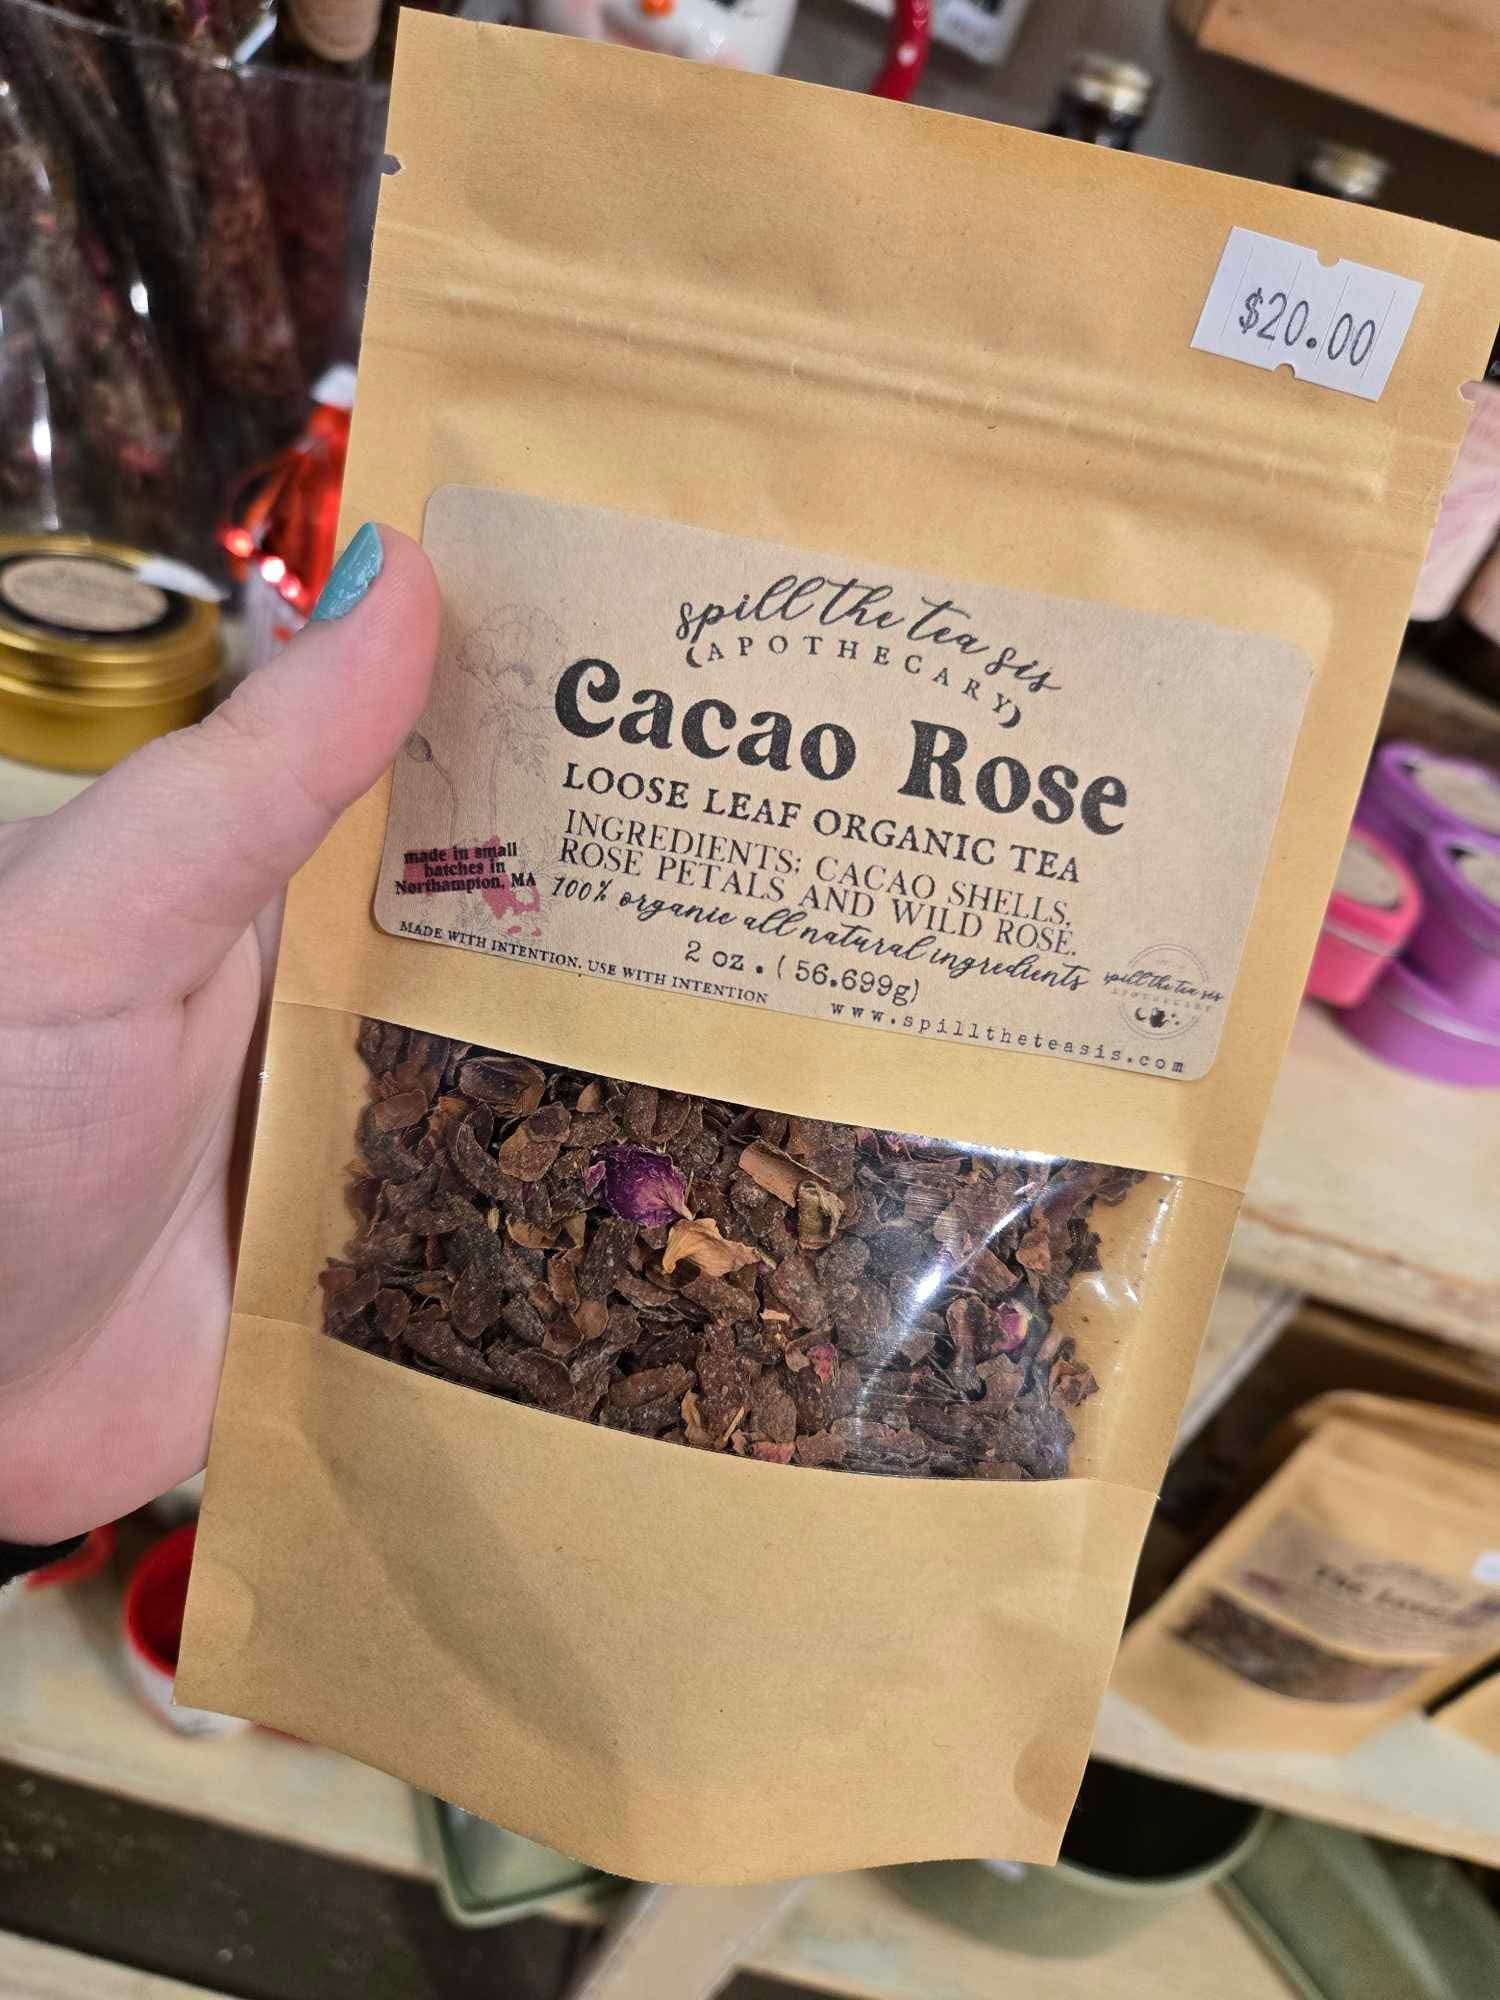 $20.00
spill the tea sis
APOTHECARY
Cacao Rose
LOOSE LEAF ORGANIC TEA
INGREDIENTS: CACAO SHELLS,
ROSE PETALS AND WILD ROSE.
100% organic all natural ingredients
2 oz. (56.699g)
made in small
batches in
Northampton, MA
MADE WITH INTENTION, USE WITH INTENTION
www.spilltheteasis.com
spill the tea sis
APOTHECARY